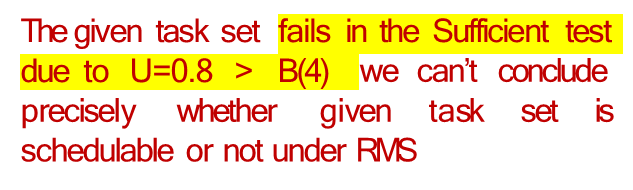 The given task set fails in the Sufficient test
due to U=0.8 > B(4) we can't conclude
precisely whether given task set is
schedulable or not under RMS